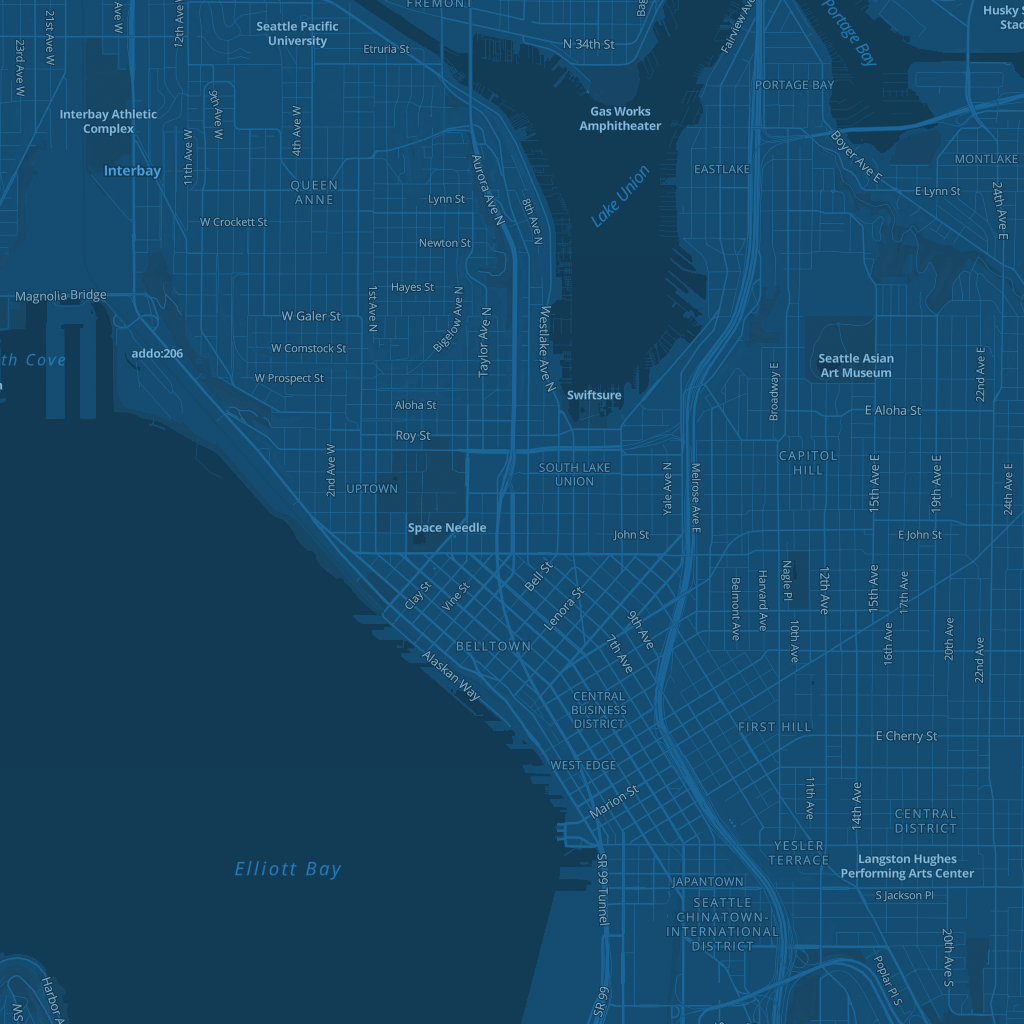 FREMONT
21st Ave W
Ave W
12th Ave
Seattle Pacific
University
Etruria St
N 34th St
Fairview Ave
Portage Bay
Husky
23rd Ave W
Interbay Athletic
Complex
9th Ave W
4th Ave W
11th Ave W
Gas Works
Amphitheater
PORTAGE BAY
Boyer Ave E
MONTLAKE
Interbay
QUEEN
ANNE
Aurora Ave N
Lynn St
8th Ave N
Lake Union
EASTLAKE
E Lynn St
24th Ave E
W Crockett St
Newton St
Magnolia Bridge
Hayes St
1st Ave N
Bigelow Ave N
Taylor Ave N
Westlake Ave N
W Galer St
W Comstock St
W Prospect St
th Cove
addo:206
Swiftsure
Seattle Asian
Art Museum
22nd Ave E
Broadway E
Aloha St
Roy St
E Aloha St
2nd Ave W
UPTOWN
SOUTH LAKE
UNION
Yale Ave N
Melrose Ave E
CAPITOL
HILL
15th Ave E
19th Ave E
24th Ave E
Space Needle
John St
E John St
Clay St
Vine St
Bell St
Lenora St
9th Ave
7th Ave
Belmont Ave
Harvard Ave
Nagle Pl
10th Ave
12th Ave
15th Ave
17th Ave
16th Ave
20th Ave
22nd Ave
BELLTOWN
Alaskan Way
CENTRAL
BUSINESS
DISTRICT
FIRST HILL
E Cherry St
WEST EDGE
Marion St
11th Ave
14th Ave
CENTRAL
DISTRICT
YESLER
TERRACE
Langston Hughes
Performing Arts Center
Elliott Bay
SR 99 Tunnel
JAPANTOWN
S Jackson Pl
SEATTLE
CHINATOWN-
INTERNATIONAL
DISTRICT
20th Ave S
Poplar Pl S
Harbor A
SW
SR 99